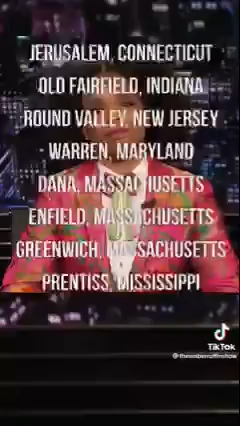 JERUSALEM, CONNECTICUT
OLD FAIRFIELD, INDIANA
ROUND VALLEY, NEW JERSEY
WARREN, MARYLAND
DANA, MASSACHUSETTS
ENFIELD, MASSACHUSETTS
GREENWICH, MASSACHUSETTS
PRENTISS, MISSISSIPPI
TikTok
@theamberruffinshow